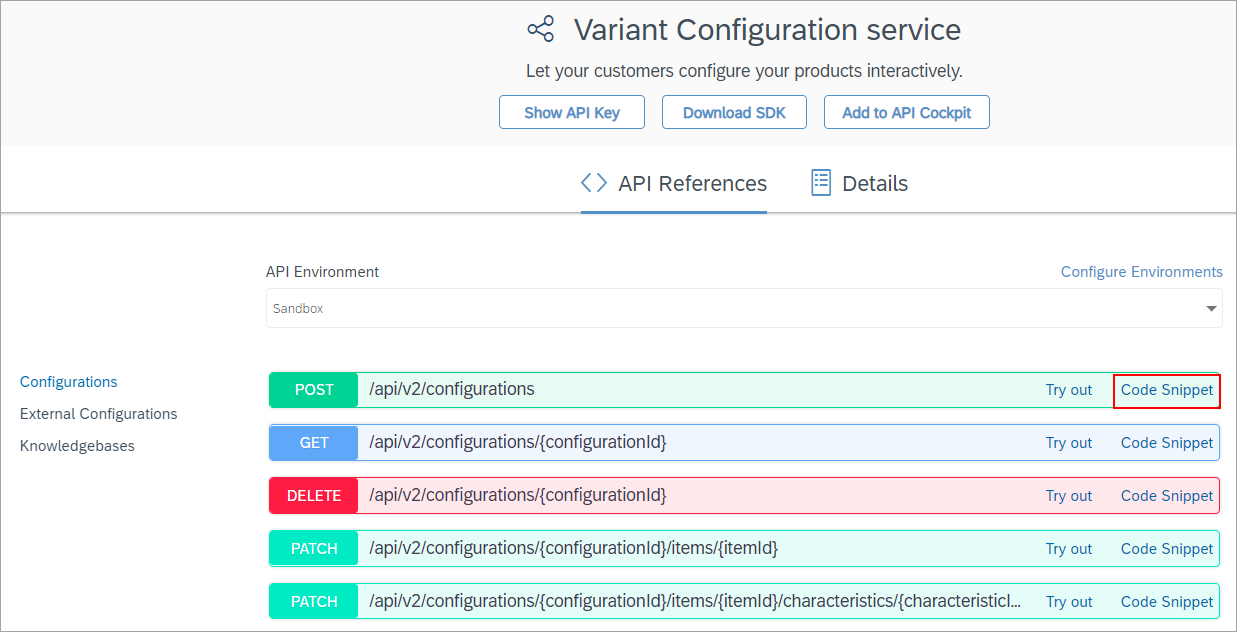 Variant Configuration service
Let your customers configure your products interactively.
Show API Key Download SDK Add to API Cockpit
API References Details
API Environment Configure Environments
Sandbox
Configurations
External Configurations
Knowledgebases
POST /api/v2/configurations Try out Code Snippet
GET /api/v2/configurations/{configurationId} Try out Code Snippet
DELETE /api/v2/configurations/{configurationId} Try out Code Snippet
PATCH /api/v2/configurations/{configurationId}/items/{itemId} Try out Code Snippet
PATCH /api/v2/configurations/{configurationId}/items/{itemId}/characteristics/{characteristicI... Try out Code Snippet